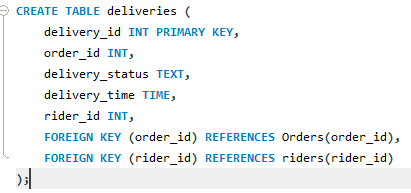 CREATE TABLE deliveries (
    delivery_id INT PRIMARY KEY,
    order_id INT,
    delivery_status TEXT,
    delivery_time TIME,
    rider_id INT,
    FOREIGN KEY (order_id) REFERENCES Orders(order_id),
    FOREIGN KEY (rider_id) REFERENCES riders(rider_id)
);